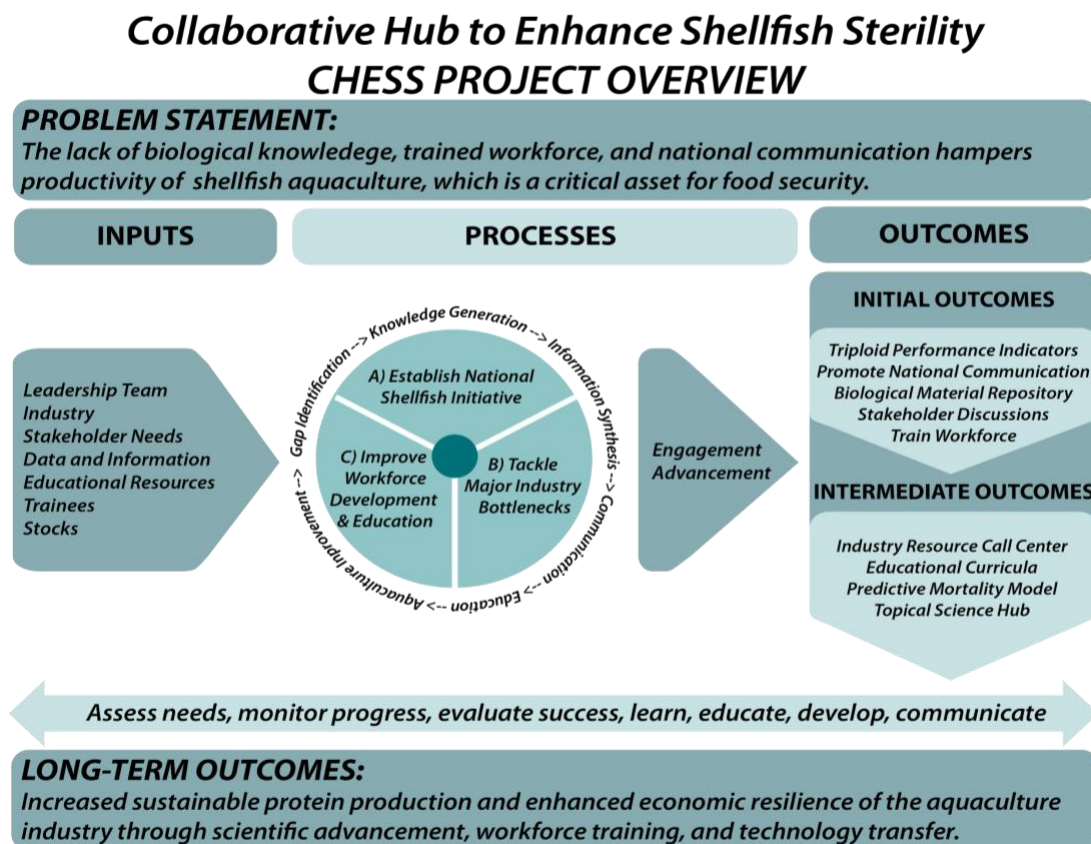 Collaborative Hub to Enhance Shellfish Sterility
CHESS PROJECT OVERVIEW
PROBLEM STATEMENT:
The lack of biological knowledege, trained workforce, and national communication hampers
productivity of shellfish aquaculture, which is a critical asset for food security.
INPUTS
PROCESSES
OUTCOMES
Leadership Team
Industry
Stakeholder Needs
Data and Information
Educational Resources
Trainees
Stocks
Gap Identification --> Knowledge Generation --> Information Synthesis --> Communication --> Education --> Aquaculture Inprovement -->
A) Establish National
Shellfish Initiative
B) Tackle
Major Industry
Bottlenecks
C) Improve
Workforce
Development
& Education
Engagement
Advancement
INITIAL OUTCOMES
Triploid Performance Indicators
Promote National Communication
Biological Material Repository
Stakeholder Discussions
Train Workforce
INTERMEDIATE OUTCOMES
Industry Resource Call Center
Educational Curricula
Predictive Mortality Model
Topical Science Hub
Assess needs, monitor progress, evaluate success, learn, educate, develop, communicate
LONG-TERM OUTCOMES:
Increased sustainable protein production and enhanced economic resilience of the aquaculture
industry through scientific advancement, workforce training, and technology transfer.